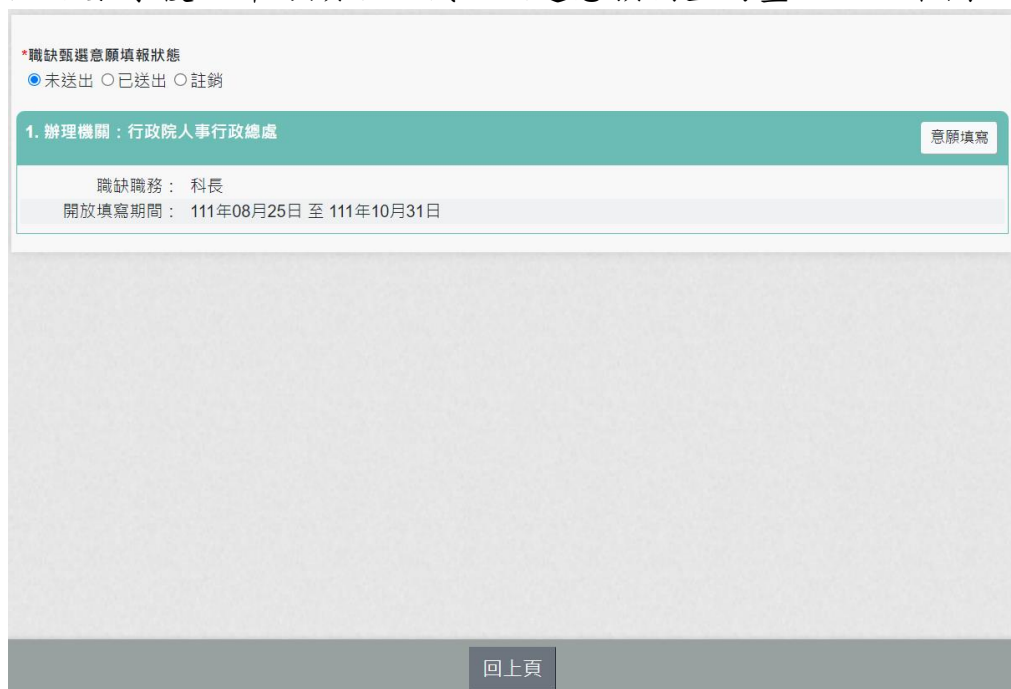 *職缺甄選意願填報狀態
未送出 已送出 註銷
1. 辦理機關：行政院人事行政總處
意願填寫
職缺職務： 科長
開放填寫期間： 111年08月25日 至 111年10月31日
回上頁